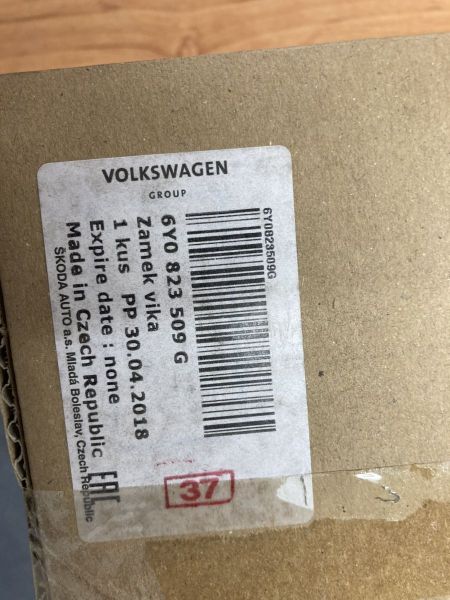 VOLKSWAGEN
GROUP
6Y0823509G
6Y0 823 509 G
Zamek vika
1 kus PP 30.04.2018
Expire date : none
Made in Czech Republic
ŠKODA AUTO a.s. Mladá Boleslav, Czech Republic
EAC
37